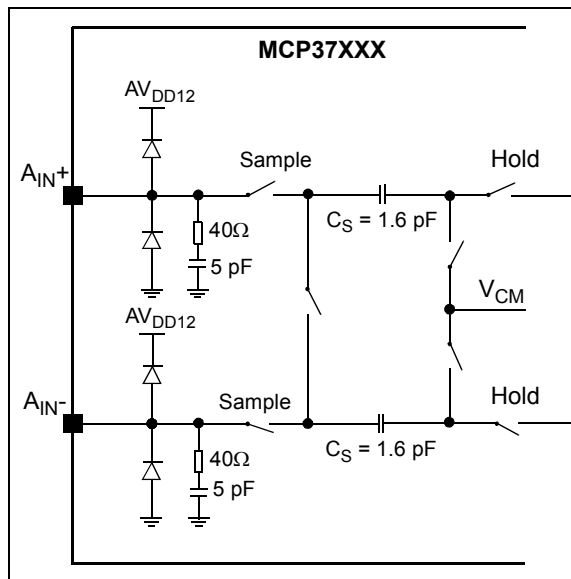 MCP37XXX
AVDD12
AIN+
Sample
Hold
CS = 1.6 pF
40Ω
5 pF
VCM
AVDD12
AIN-
Sample
Hold
CS = 1.6 pF
40Ω
5 pF